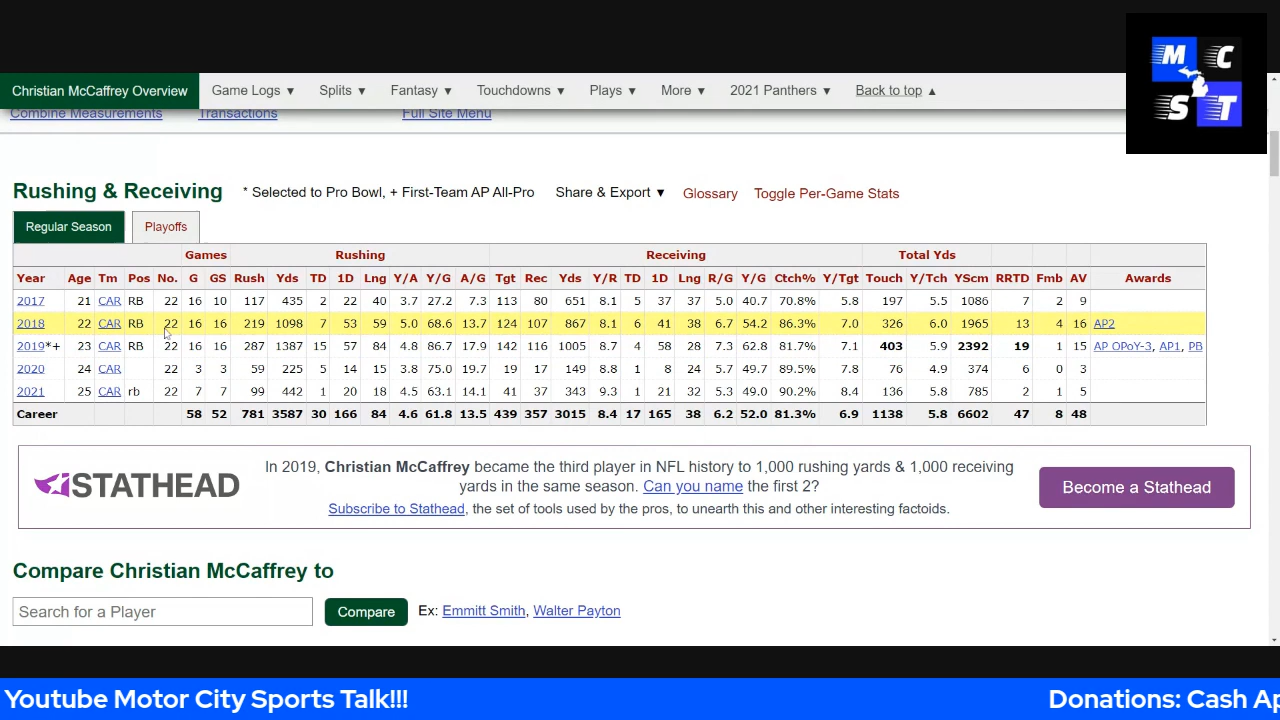 M C
S T
Christian McCaffrey Overview Game Logs ▼ Splits ▼ Fantasy ▼ Touchdowns ▼ Plays ▼ More ▼ 2021 Panthers ▼ Back to top ▲
Combine Measurements Transactions Full Site Menu
Rushing & Receiving * Selected to Pro Bowl, + First-Team AP All-Pro Share & Export ▼ Glossary Toggle Per-Game Stats
Regular Season Playoffs
Games Rushing Receiving Total Yds
Year Age Tm Pos No. G GS Rush Yds TD 1D Lng Y/A Y/G A/G Tgt Rec Yds Y/R TD 1D Lng R/G Y/G Ctch% Y/Tgt Touch Y/Tch YScm RRTD Fmb AV Awards
2017 21 CAR RB 22 16 10 117 435 2 22 40 3.7 27.2 7.3 113 80 651 8.1 5 37 37 5.0 40.7 70.8% 5.8 197 5.5 1086 7 2 9
2018 22 CAR RB 22 16 16 219 1098 7 53 59 5.0 68.6 13.7 124 107 867 8.1 6 41 38 6.7 54.2 86.3% 7.0 326 6.0 1965 13 4 16 AP2
2019*+ 23 CAR RB 22 16 16 287 1387 15 57 84 4.8 86.7 17.9 142 116 1005 8.7 4 58 28 7.3 62.8 81.7% 7.1 403 5.9 2392 19 1 15 AP OPoY-3, AP1, PB
2020 24 CAR RB 22 3 3 59 225 5 14 15 3.8 75.0 19.7 19 17 149 8.8 1 8 24 5.7 49.7 89.5% 7.8 76 4.9 374 6 0 3
2021 25 CAR rb 22 7 7 99 442 1 20 18 4.5 63.1 14.1 41 37 343 9.3 1 21 32 5.3 49.0 90.2% 8.4 136 5.8 785 2 1 5
Career 58 52 781 3587 30 166 84 4.6 61.8 13.5 439 357 3015 8.4 17 165 38 6.2 52.0 81.3% 6.9 1138 5.8 6602 47 8 48
STATHEAD
In 2019, Christian McCaffrey became the third player in NFL history to 1,000 rushing yards & 1,000 receiving
yards in the same season. Can you name the first 2?
Subscribe to Stathead, the set of tools used by the pros, to unearth this and other interesting factoids.
Become a Stathead
Compare Christian McCaffrey to
Search for a Player Compare Ex: Emmitt Smith, Walter Payton
Youtube Motor City Sports Talk!!! Donations: Cash Ap